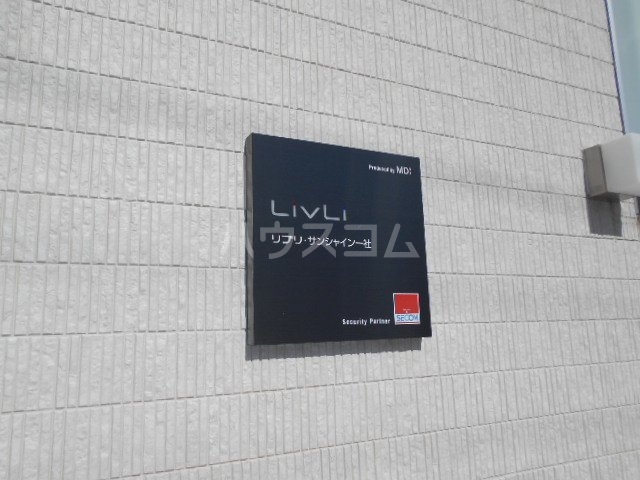 Produced by MDI
LIVLI
リブリ・サンシャイン一社
ハウスコム
Security Partner
SECOM